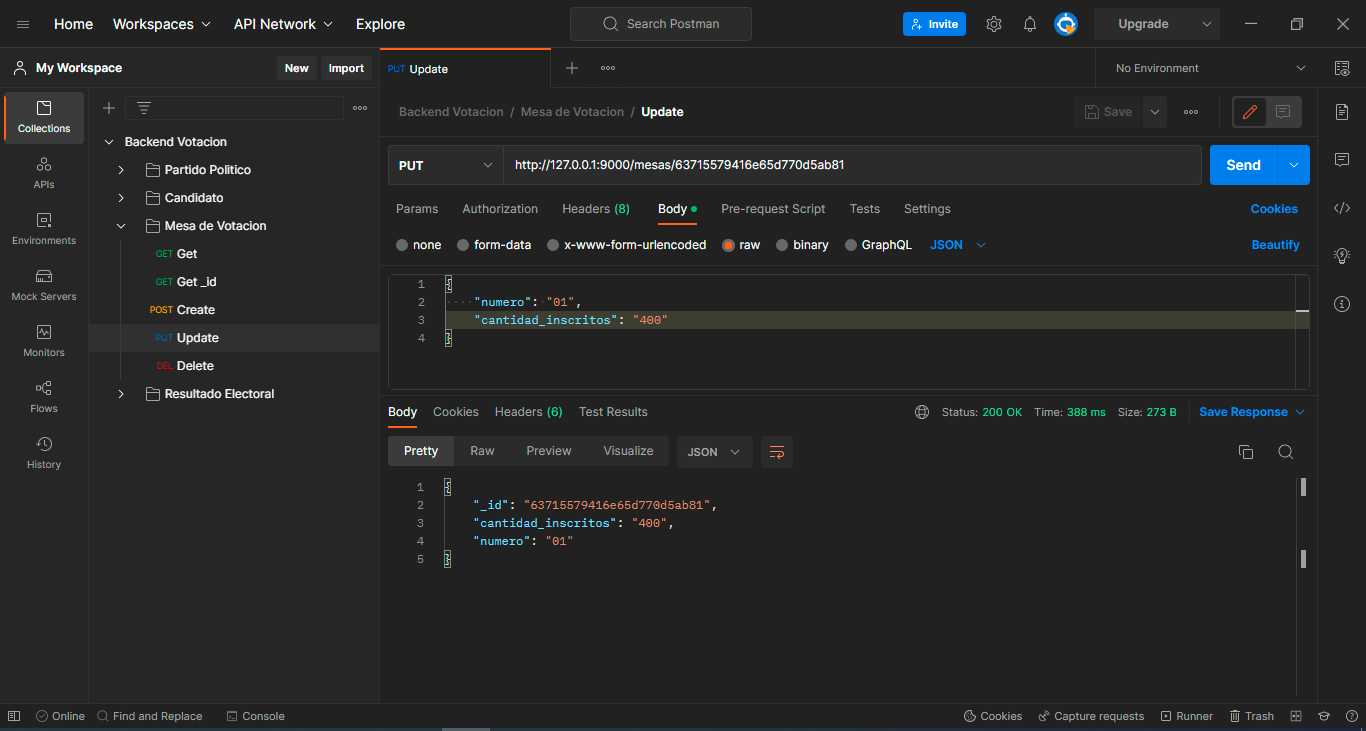 Home Workspaces API Network Explore Search Postman Invite Upgrade
My Workspace New Import PUT Update No Environment
Collections
APIs
Environments
Mock Servers
Monitors
Flows
History
Backend Votacion
Partido Politico
Candidato
Mesa de Votacion
GET Get
GET Get _id
POST Create
PUT Update
DEL Delete
Resultado Electoral
Backend Votacion / Mesa de Votacion / Update Save
PUT http://127.0.0.1:9000/mesas/63715579416e65d770d5ab81 Send
Params Authorization Headers (8) Body Pre-request Script Tests Settings Cookies
none form-data x-www-form-urlencoded raw binary GraphQL JSON Beautify
1 {
2 "numero": "01",
3 "cantidad_inscritos": "400"
4 }
Body Cookies Headers (6) Test Results Status: 200 OK Time: 388 ms Size: 273 B Save Response
Pretty Raw Preview Visualize JSON
1 {
2 "_id": "63715579416e65d770d5ab81",
3 "cantidad_inscritos": "400",
4 "numero": "01"
5 }
Online Find and Replace Console Cookies Capture requests Runner Trash